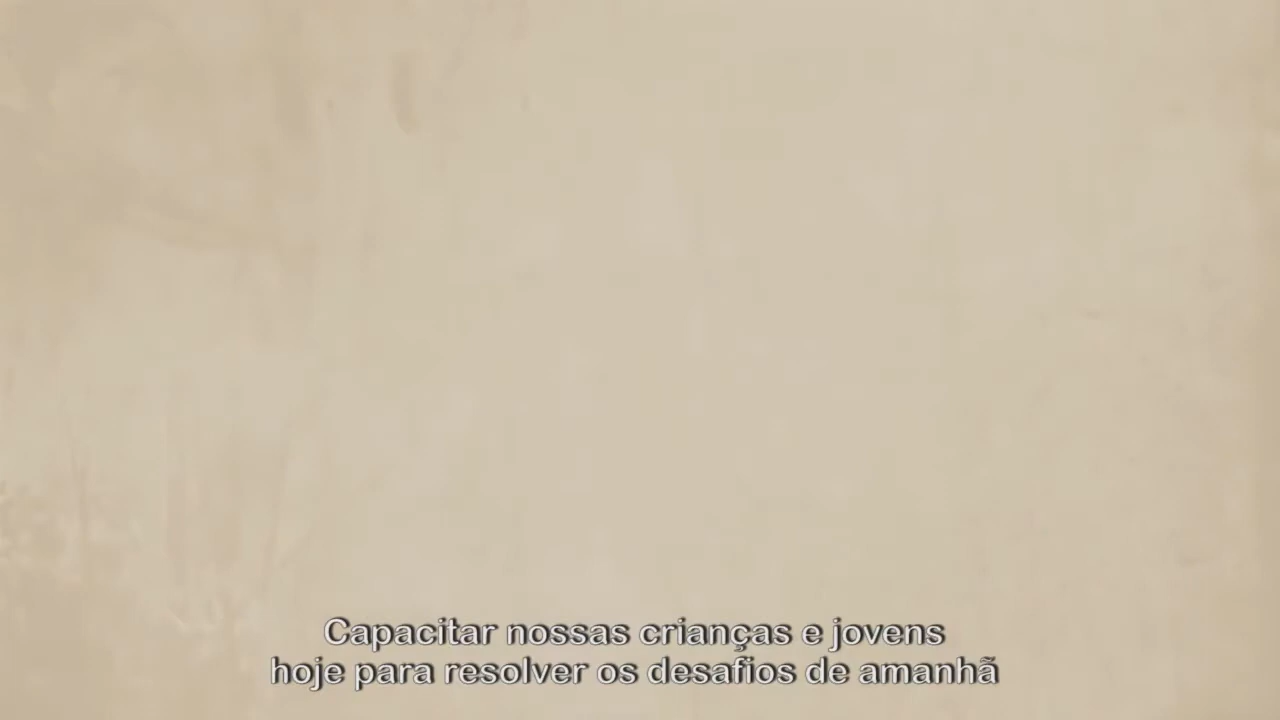 Capacitar nossas crianças e jovens
hoje para resolver os desafios de amanhã